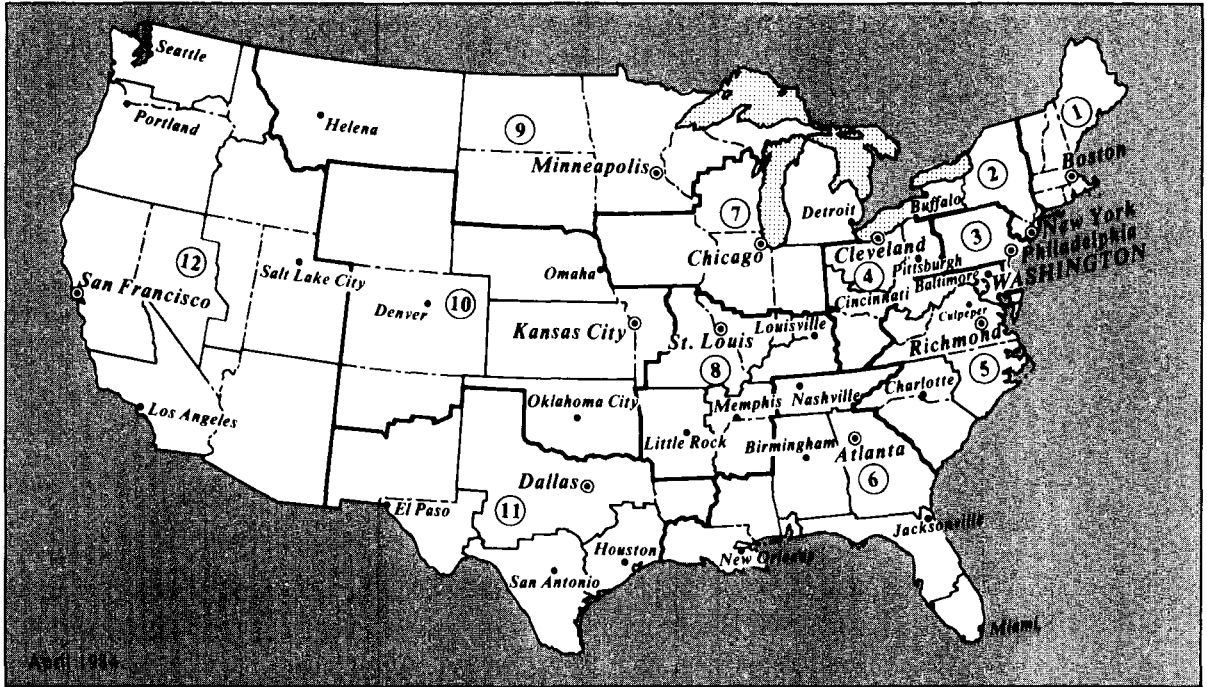 Seattle
Portland
Helena
9
Minneapolis
1
Boston
2
Buffalo
7
Detroit
New York
3
Philadelphia
Cleveland
WASHINGTON
Chicago
4
Pittsburgh
Baltimore
12
Salt Lake City
Omaha
San Francisco
Cincinnati
10
Denver
Culpeper
Kansas City
St. Louis
Louisville
Richmond
8
5
Charlotte
Los Angeles
Oklahoma City
Memphis
Nashville
Little Rock
Birmingham
Atlanta
6
Dallas
El Paso
11
Jacksonville
Houston
New Orleans
San Antonio
Miami
April 1984